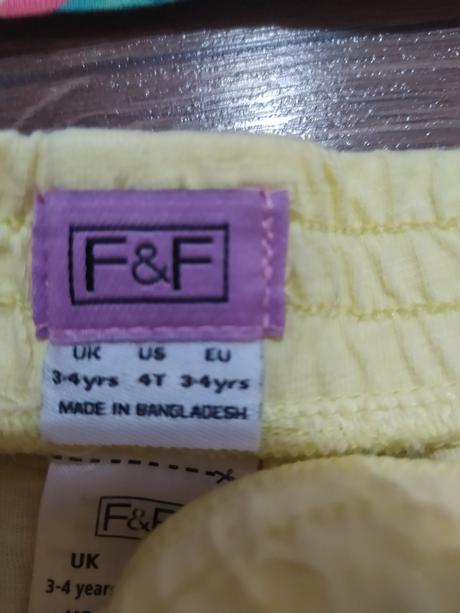 F&F
UK US EU
3-4yrs 4T 3-4yrs
MADE IN BANGLADESH
F&F
UK
3-4 years